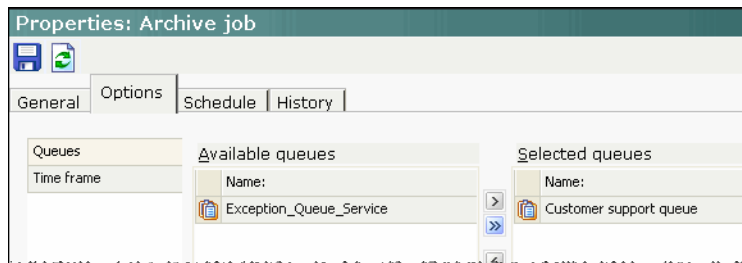 Properties: Archive job
General
Options
Schedule
History
Queues
Time frame
Available queues
Name:
Exception_Queue_Service
Selected queues
Name:
Customer support queue